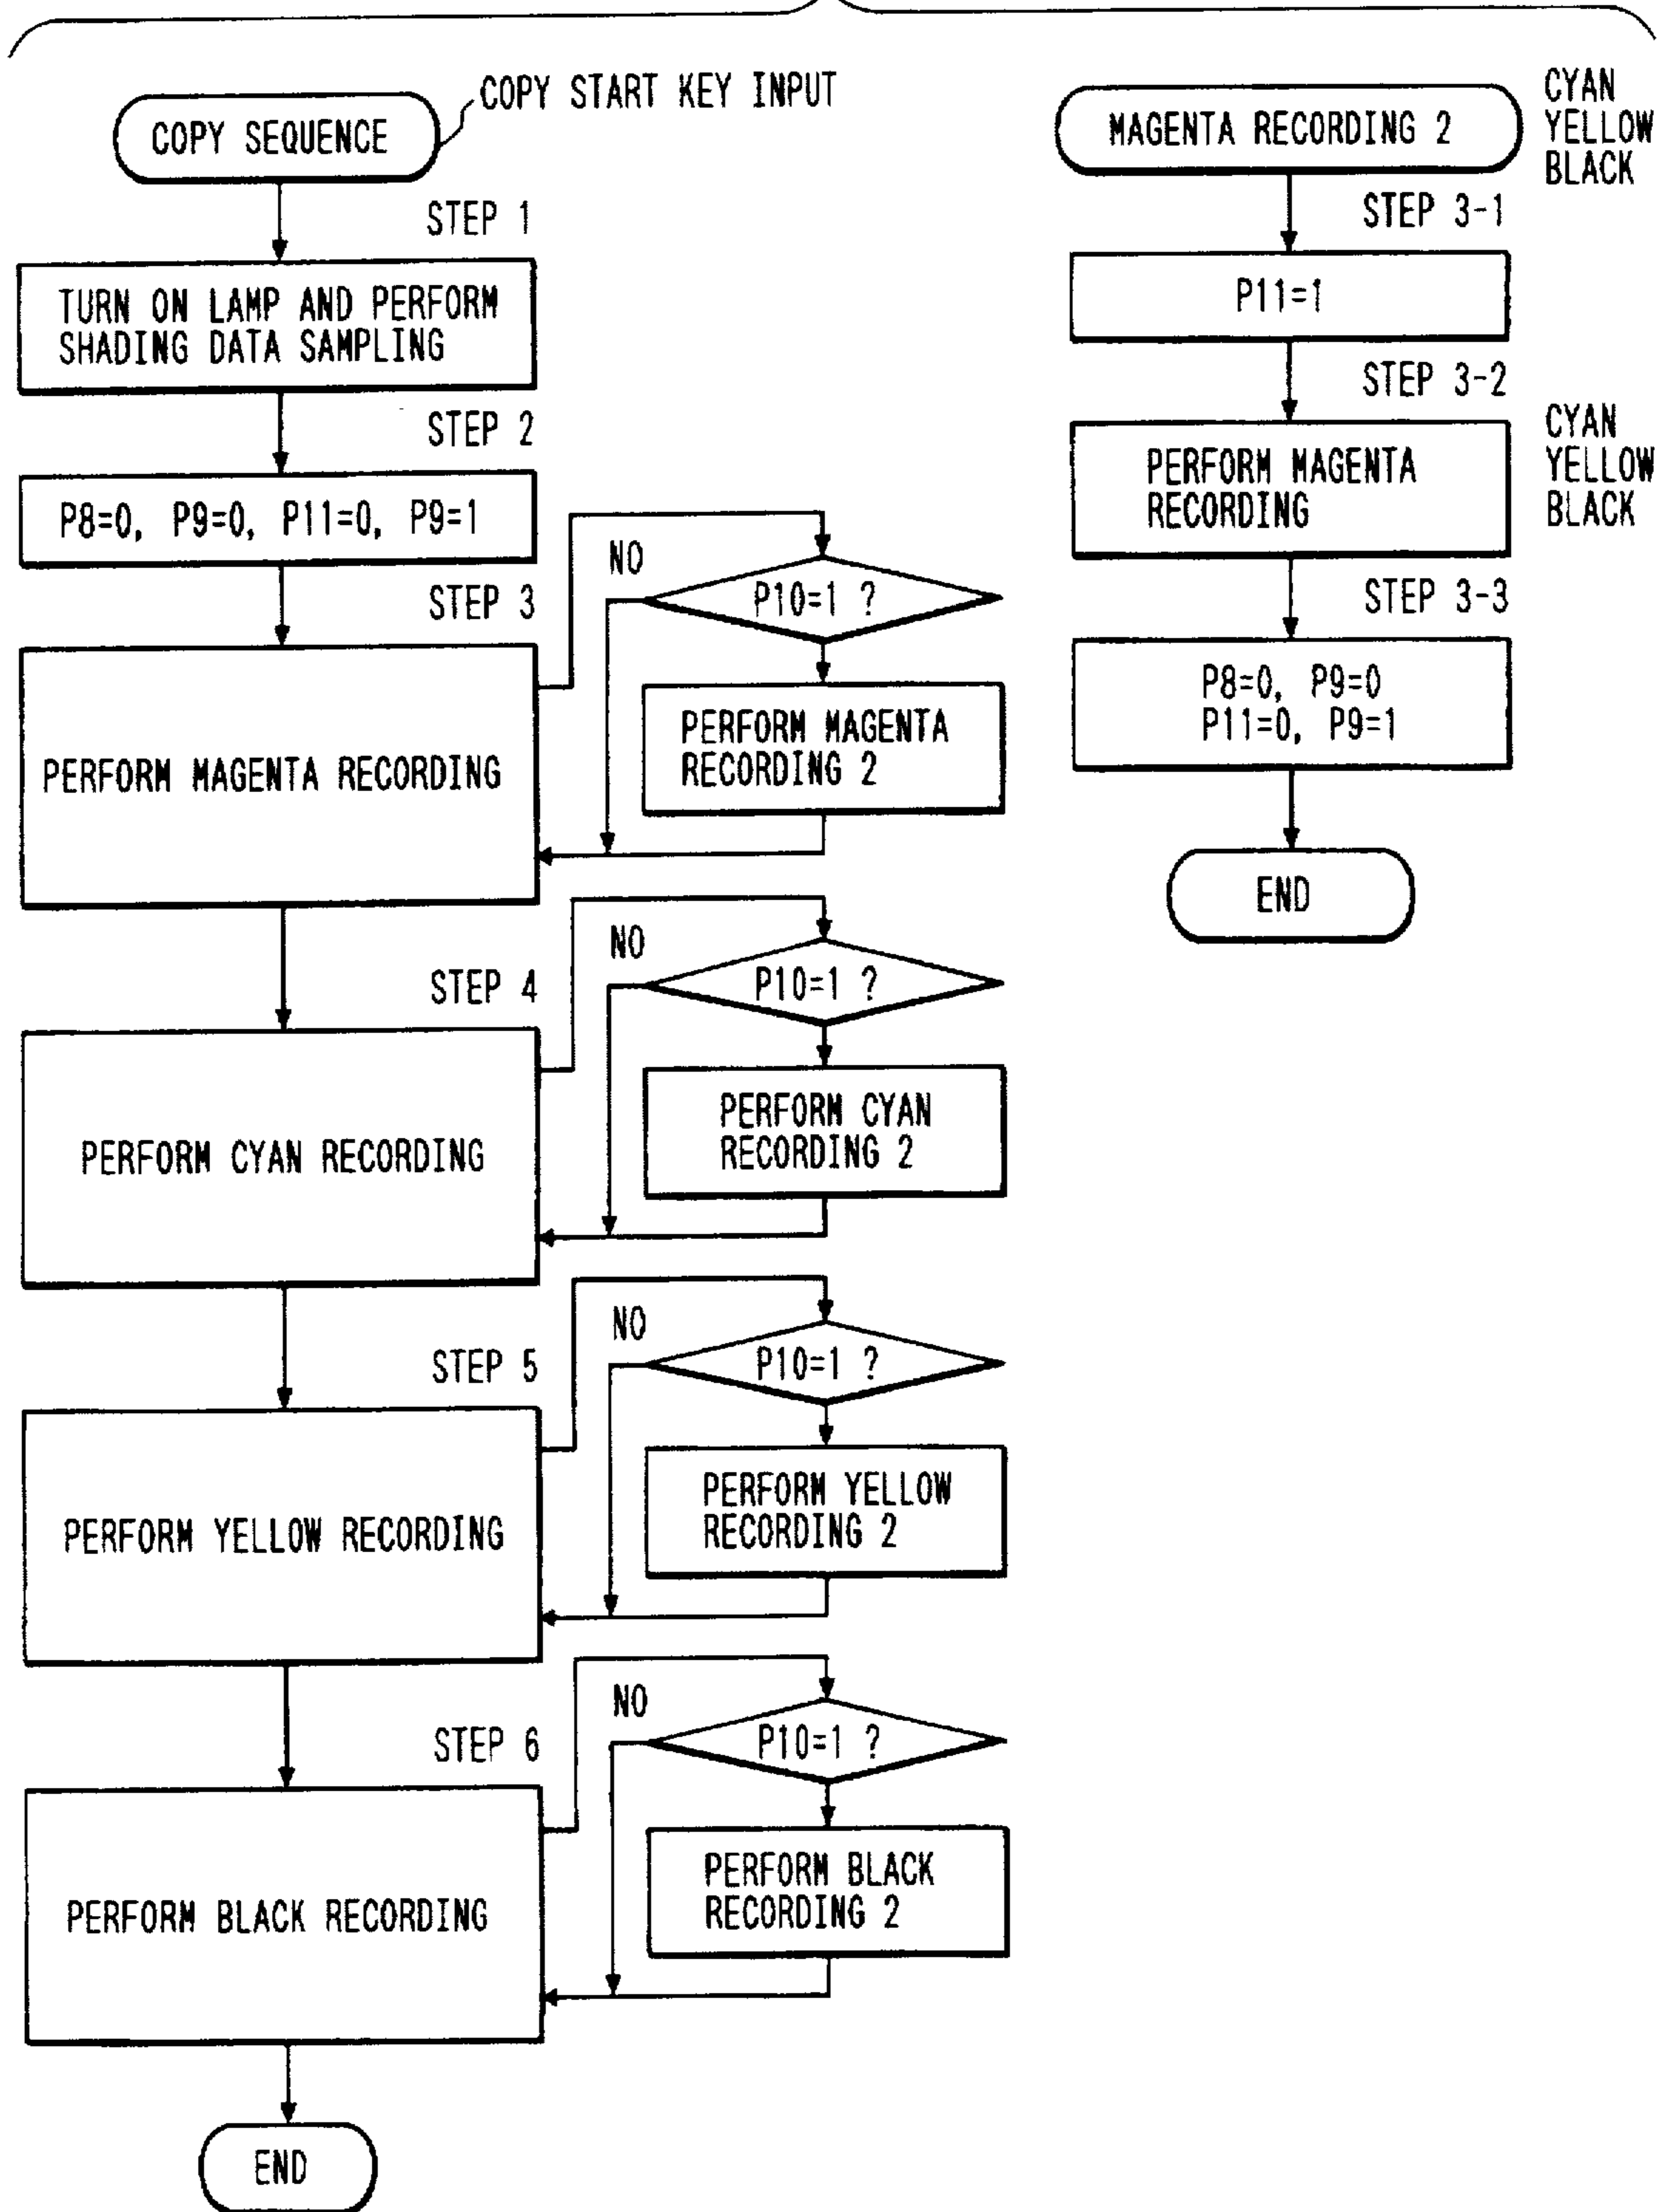 COPY SEQUENCE
COPY START KEY INPUT
STEP 1
TURN ON LAMP AND PERFORM
SHADING DATA SAMPLING
STEP 2
P8=0, P9=0, P11=0, P9=1
STEP 3
PERFORM MAGENTA RECORDING
NO
P10=1 ?
PERFORM MAGENTA
RECORDING 2
STEP 4
PERFORM CYAN RECORDING
NO
P10=1 ?
PERFORM CYAN
RECORDING 2
STEP 5
PERFORM YELLOW RECORDING
NO
P10=1 ?
PERFORM YELLOW
RECORDING 2
STEP 6
PERFORM BLACK RECORDING
NO
P10=1 ?
PERFORM BLACK
RECORDING 2
END
MAGENTA RECORDING 2
CYAN
YELLOW
BLACK
STEP 3-1
P11=1
STEP 3-2
PERFORM MAGENTA
RECORDING
CYAN
YELLOW
BLACK
STEP 3-3
P8=0, P9=0
P11=0, P9=1
END